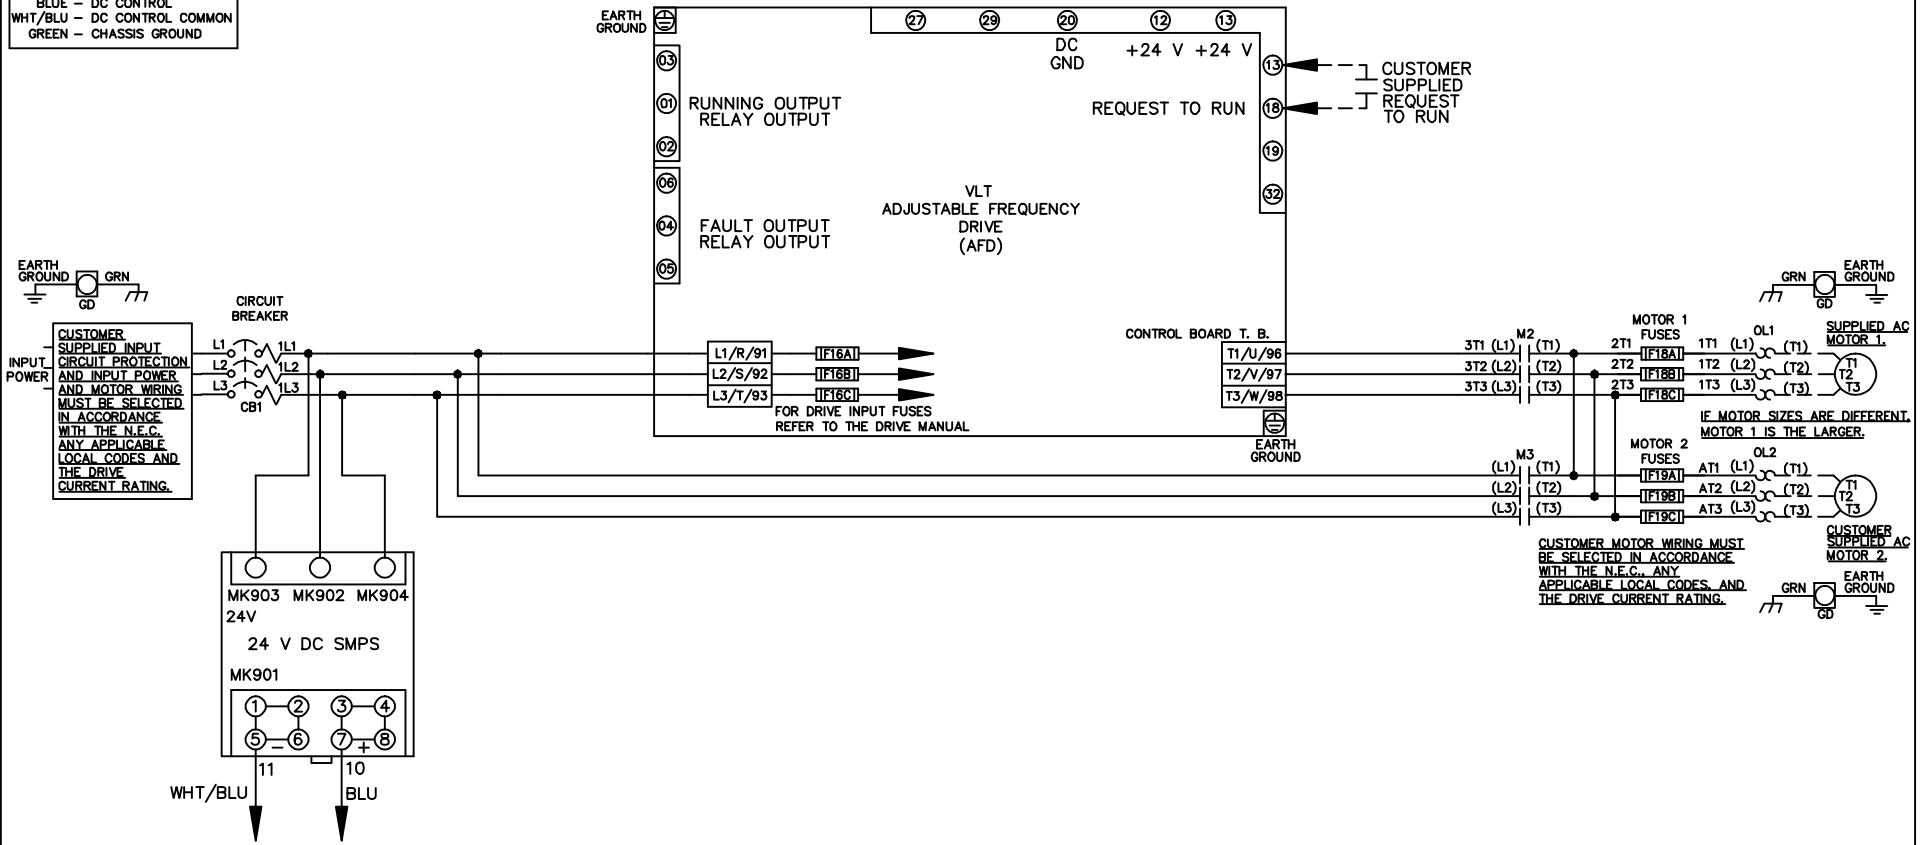 BLUE – DC CONTROL
WHT/BLU – DC CONTROL COMMON
GREEN – CHASSIS GROUND
EARTH
GROUND
27
29
20
12
13
DC
GND
+24 V
+24 V
03
01
02
RUNNING OUTPUT
RELAY OUTPUT
06
04
05
FAULT OUTPUT
RELAY OUTPUT
VLT
ADJUSTABLE FREQUENCY
DRIVE
(AFD)
REQUEST TO RUN
13
18
19
32
CUSTOMER
SUPPLIED
REQUEST
TO RUN
EARTH
GROUND
GRN
GD
INPUT
POWER
CUSTOMER
SUPPLIED INPUT
CIRCUIT PROTECTION
AND INPUT POWER
AND MOTOR WIRING
MUST BE SELECTED
IN ACCORDANCE
WITH THE N.E.C.
ANY APPLICABLE
LOCAL CODES AND
THE DRIVE
CURRENT RATING.
CIRCUIT
BREAKER
L1
L2
L3
1L1
1L2
1L3
CB1
L1/R/91
L2/S/92
L3/T/93
F16A
F16B
F16C
FOR DRIVE INPUT FUSES
REFER TO THE DRIVE MANUAL
CONTROL BOARD T. B.
T1/U/96
T2/V/97
T3/W/98
EARTH
GROUND
M2
3T1 (L1) (T1)
3T2 (L2) (T2)
3T3 (L3) (T3)
MOTOR 1
FUSES
2T1 F18A 1T1 (L1)
2T2 F18B 1T2 (L2)
2T3 F18C 1T3 (L3)
OL1
(T1)
(T2)
(T3)
GRN
GD
EARTH
GROUND
SUPPLIED AC
MOTOR 1.
T1
T2
T3
IF MOTOR SIZES ARE DIFFERENT,
MOTOR 1 IS THE LARGER.
M3
(L1) (T1)
(L2) (T2)
(L3) (T3)
MOTOR 2
FUSES
F19A AT1 (L1)
F19B AT2 (L2)
F19C AT3 (L3)
OL2
(T1)
(T2)
(T3)
T1
T2
T3
CUSTOMER
SUPPLIED AC
MOTOR 2.
CUSTOMER MOTOR WIRING MUST
BE SELECTED IN ACCORDANCE
WITH THE N.E.C., ANY
APPLICABLE LOCAL CODES, AND
THE DRIVE CURRENT RATING.
GRN
GD
EARTH
GROUND
MK903 MK902 MK904
24V
24 V DC SMPS
MK901
1 2 3 4
5 – 6 7 + 8
11
10
WHT/BLU
BLU